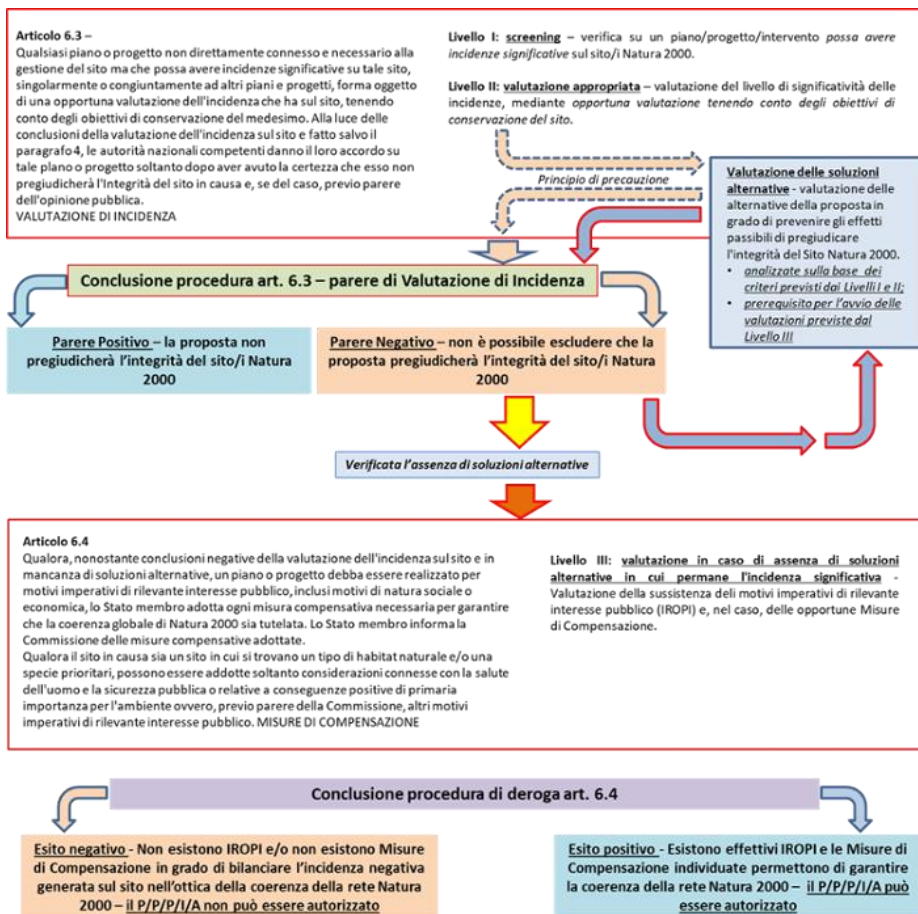 Articolo 6.3 –
Qualsiasi piano o progetto non direttamente connesso e necessario alla
gestione del sito ma che possa avere incidenze significative su tale sito,
singolarmente o congiuntamente ad altri piani e progetti, forma oggetto
di una opportuna valutazione dell'incidenza che ha sul sito, tenendo
conto degli obiettivi di conservazione del medesimo. Alla luce delle
conclusioni della valutazione dell'incidenza sul sito e fatto salvo il
paragrafo 4, le autorità nazionali competenti danno il loro accordo su
tale piano o progetto soltanto dopo aver avuto la certezza che esso non
pregiudicherà l'Integrità del sito in causa e, se del caso, previo parere
dell'opinione pubblica.
VALUTAZIONE DI INCIDENZA
Livello I: screening – verifica su un piano/progetto/intervento possa avere
incidenze significative sul sito/i Natura 2000.
Livello II: valutazione appropriata – valutazione del livello di significatività delle
incidenze, mediante opportuna valutazione tenendo conto degli obiettivi di
conservazione del sito.
Principio di precauzione
Valutazione delle soluzioni
alternative - valutazione delle
alternative della proposta in
grado di prevenire gli effetti
passibili di pregiudicare
l'integrità del Sito Natura 2000.
• analizzate sulla base dei
criteri previsti dai Livelli I e II;
• prerequisito per l'avvio delle
valutazioni previste dal
Livello III
Conclusione procedura art. 6.3 – parere di Valutazione di Incidenza
Parere Positivo – la proposta non
pregiudicherà l'integrità del sito/i Natura
2000
Parere Negativo – non è possibile escludere che la
proposta pregiudicherà l'integrità del sito/i Natura
2000
Verificata l'assenza di soluzioni alternative
Articolo 6.4
Qualora, nonostante conclusioni negative della valutazione dell'incidenza sul sito e in
mancanza di soluzioni alternative, un piano o progetto debba essere realizzato per
motivi imperativi di rilevante interesse pubblico, inclusi motivi di natura sociale o
economica, lo Stato membro adotta ogni misura compensativa necessaria per garantire
che la coerenza globale di Natura 2000 sia tutelata. Lo Stato membro informa la
Commissione delle misure compensative adottate.
Qualora il sito in causa sia un sito in cui si trovano un tipo di habitat naturale e/o una
specie prioritari, possono essere addotte soltanto considerazioni connesse con la salute
dell'uomo e la sicurezza pubblica o relative a conseguenze positive di primaria
importanza per l'ambiente ovvero, previo parere della Commissione, altri motivi
imperativi di rilevante interesse pubblico. MISURE DI COMPENSAZIONE
Livello III: valutazione in caso di assenza di soluzioni
alternative in cui permane l'incidenza significativa -
Valutazione della sussistenza deli motivi imperativi di rilevante
interesse pubblico (IROPI) e, nel caso, delle opportune Misure
di Compensazione.
Conclusione procedura di deroga art. 6.4
Esito negativo - Non esistono IROPI e/o non esistono Misure
di Compensazione in grado di bilanciare l'incidenza negativa
generata sul sito nell'ottica della coerenza della rete Natura
2000 – il P/P/P/I/A non può essere autorizzato
Esito positivo - Esistono effettivi IROPI e le Misure di
Compensazione individuate permettono di garantire
la coerenza della rete Natura 2000 – il P/P/P/I/A può
essere autorizzato